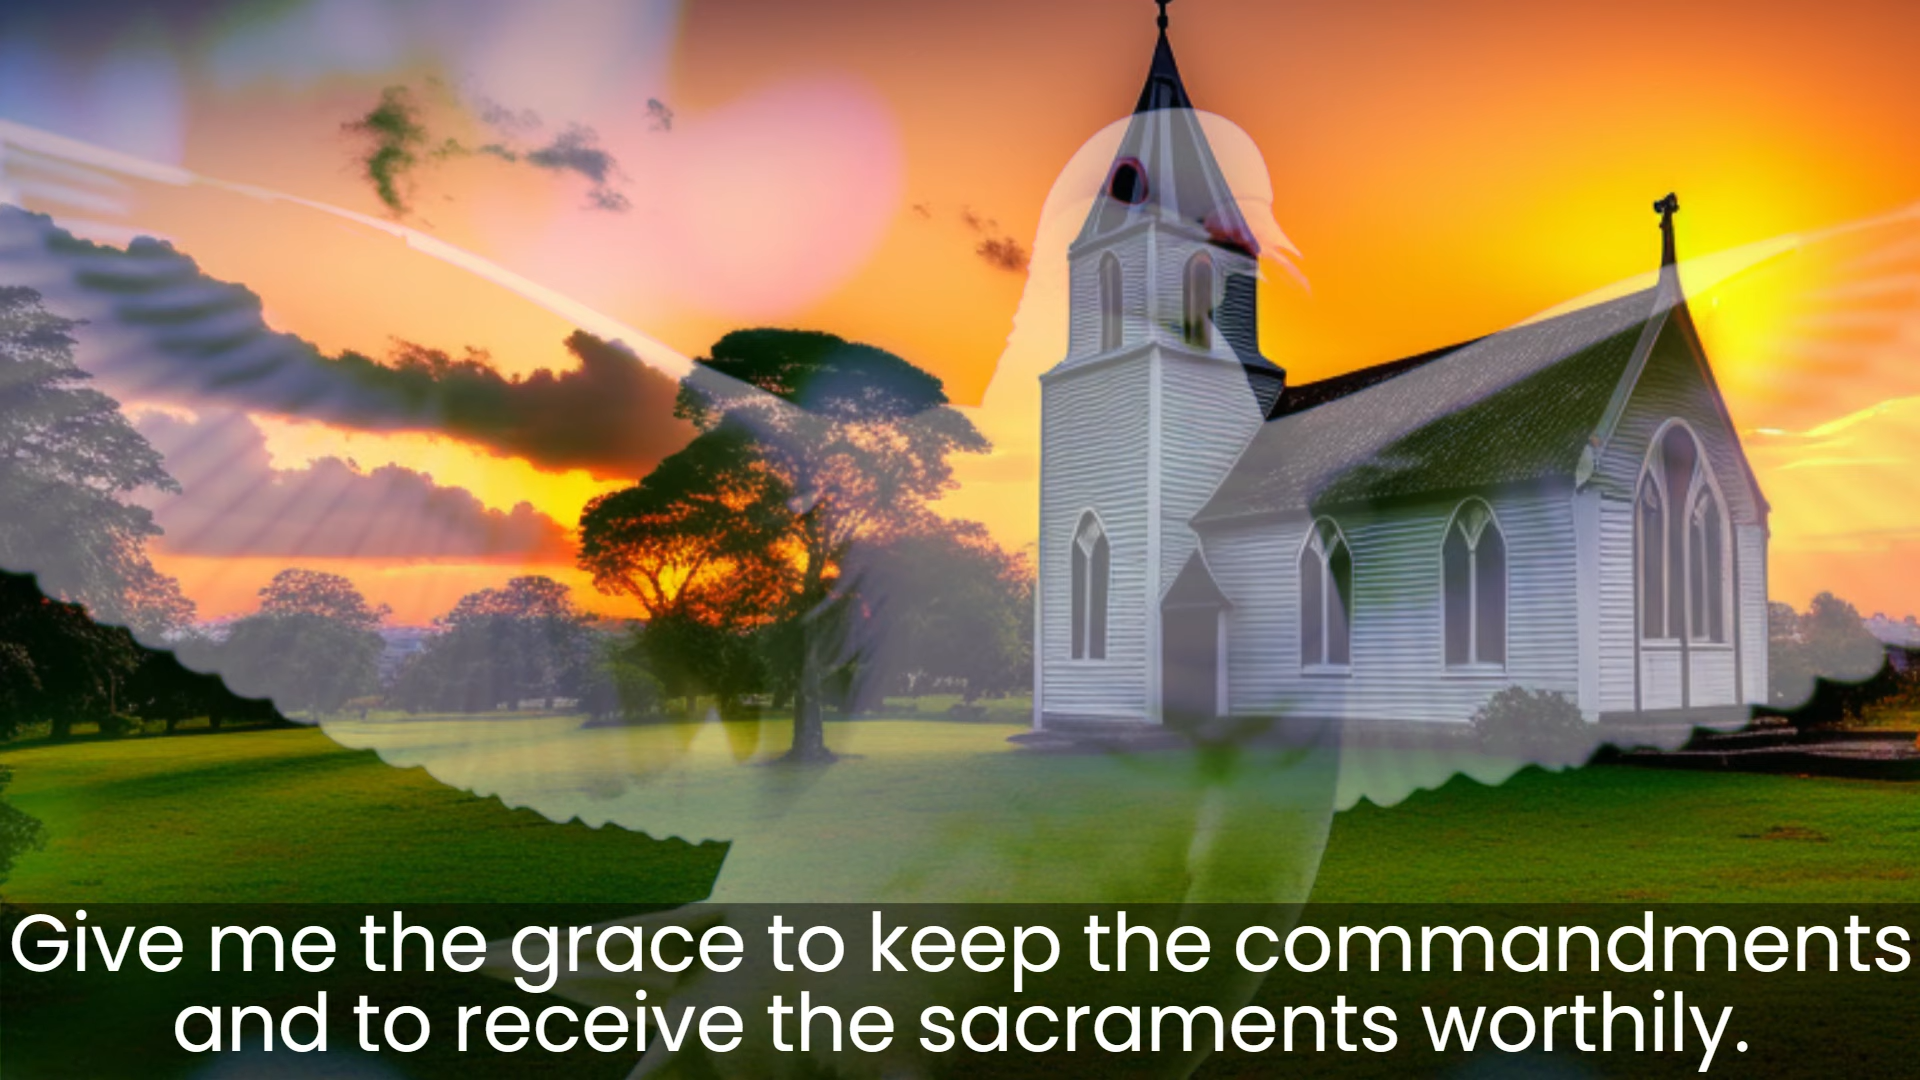 Give me the grace to keep the commandments
and to receive the sacraments worthily.